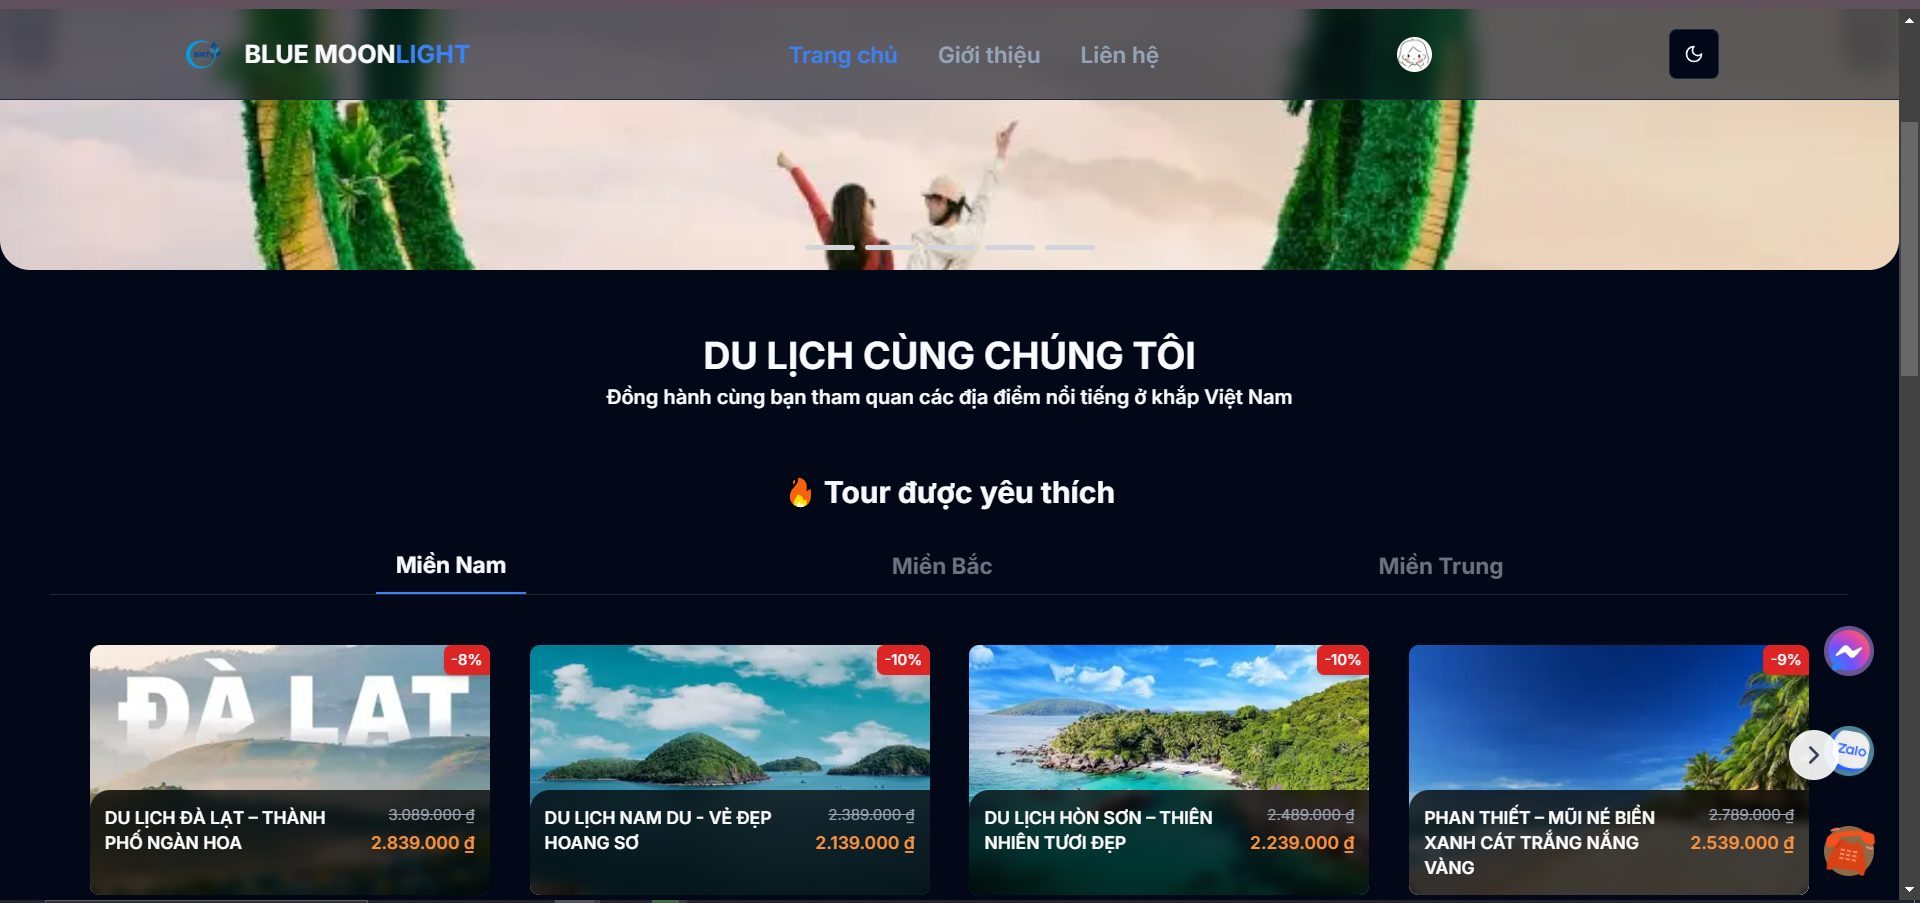 BLUE MOONLIGHT
Trang chủ
Giới thiệu
Liên hệ
DU LỊCH CÙNG CHÚNG TÔI
Đồng hành cùng bạn tham quan các địa điểm nổi tiếng ở khắp Việt Nam
🔥 Tour được yêu thích
Miền Nam
Miền Bắc
Miền Trung
-8%
ĐÀ LẠT
DU LỊCH ĐÀ LẠT – THÀNH
PHỐ NGÀN HOA
3.089.000 ₫
2.839.000 ₫
-10%
DU LỊCH NAM DU - VẺ ĐẸP
HOANG SƠ
2.389.000 ₫
2.139.000 ₫
-10%
DU LỊCH HÒN SƠN – THIÊN
NHIÊN TƯƠI ĐẸP
2.489.000 ₫
2.239.000 ₫
-9%
PHAN THIẾT – MŨI NÉ BIỂN
XANH CÁT TRẮNG NẮNG
VÀNG
2.789.000 ₫
2.539.000 ₫
Zalo